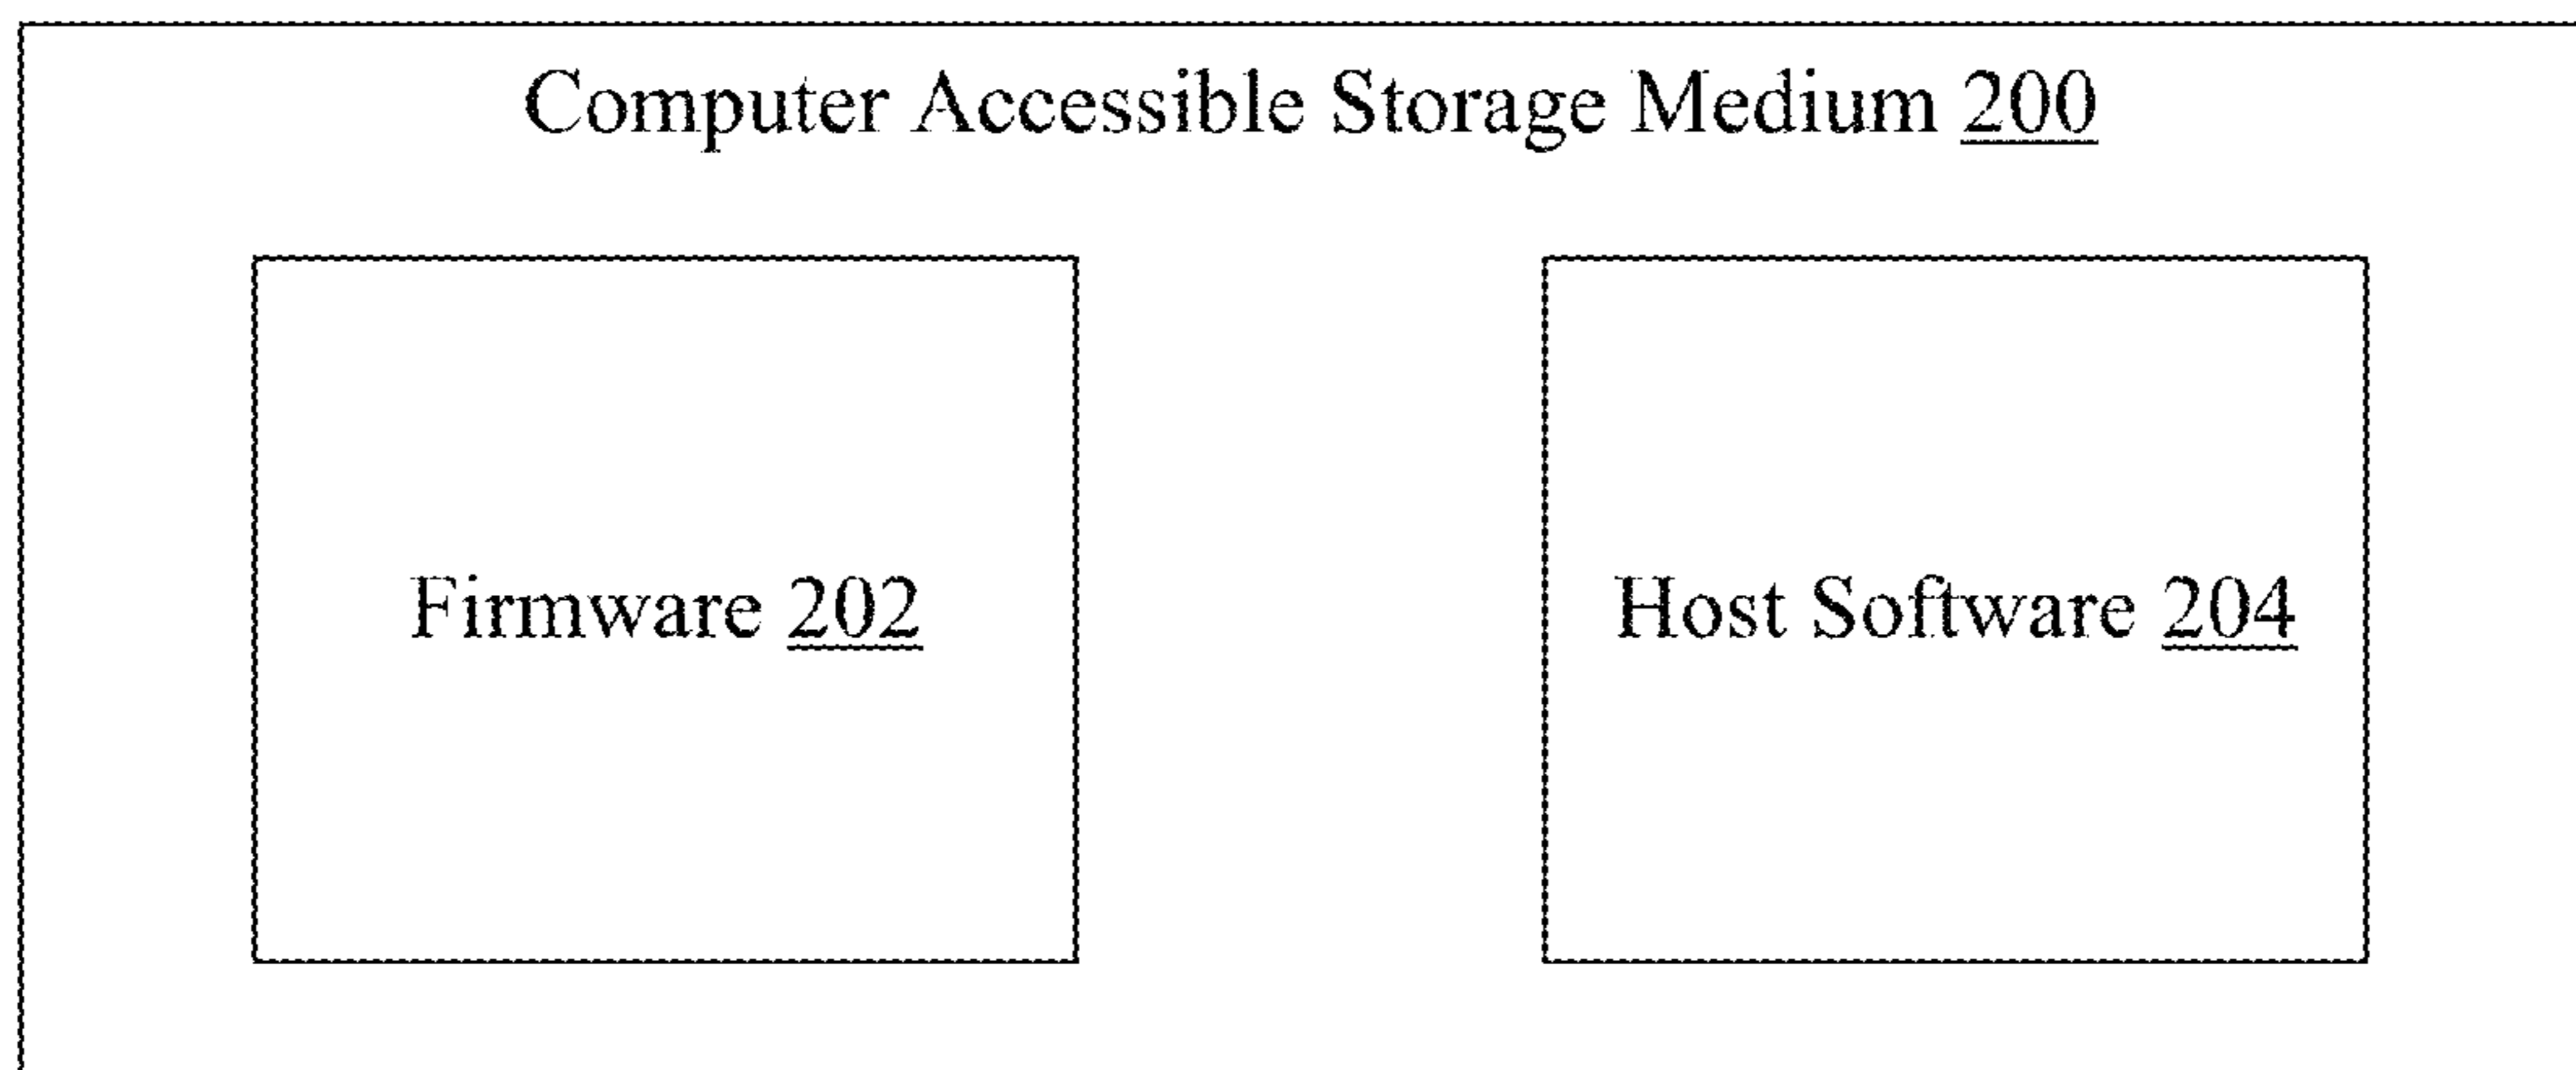 Computer Accessible Storage Medium 200
Firmware 202
Host Software 204